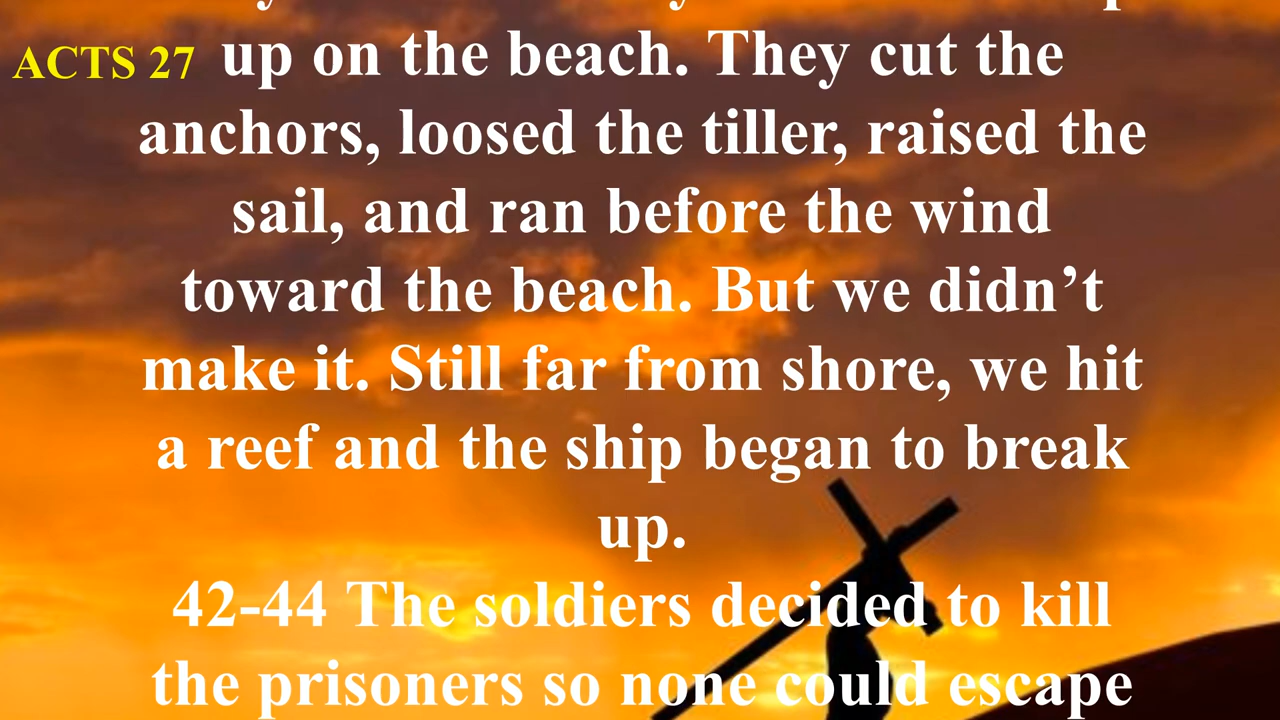 ACTS 27
up on the beach. They cut the
anchors, loosed the tiller, raised the
sail, and ran before the wind
toward the beach. But we didn’t
make it. Still far from shore, we hit
a reef and the ship began to break
up.
42-44 The soldiers decided to kill
the prisoners so none could escape